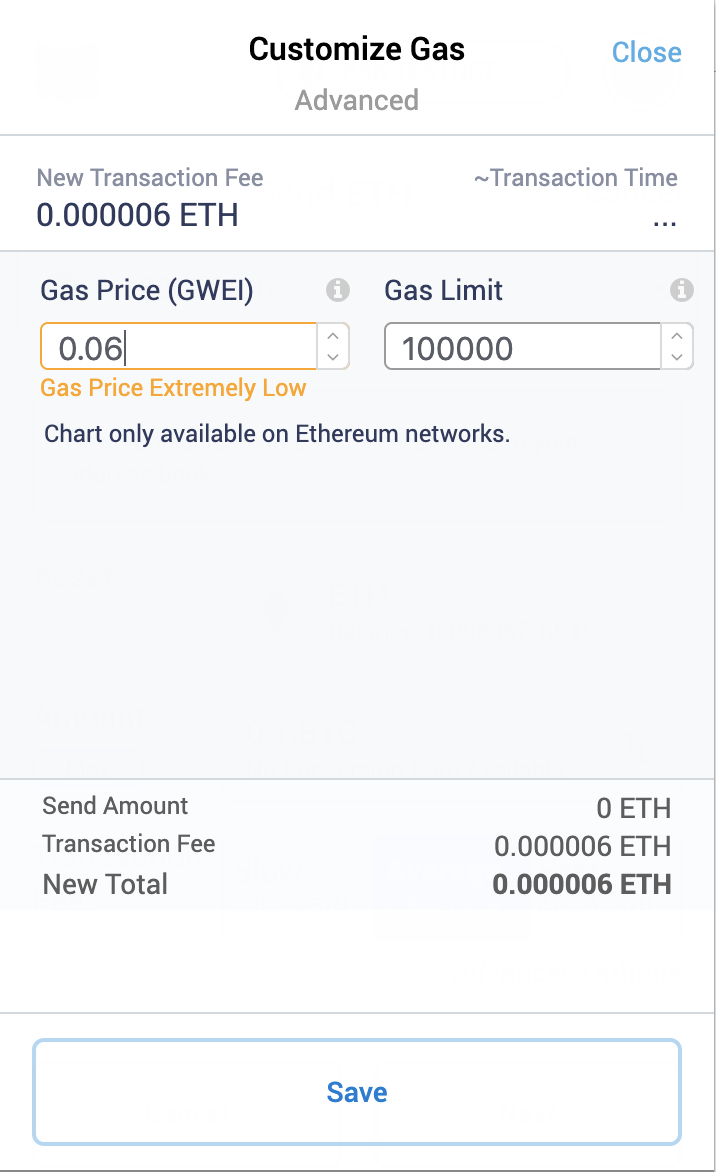 Customize Gas
Close
Advanced
New Transaction Fee
~Transaction Time
0.000006 ETH
...
Gas Price (GWEI)
Gas Limit
0.06
100000
Gas Price Extremely Low
Chart only available on Ethereum networks.
Send Amount
0 ETH
Transaction Fee
0.000006 ETH
New Total
0.000006 ETH
Save